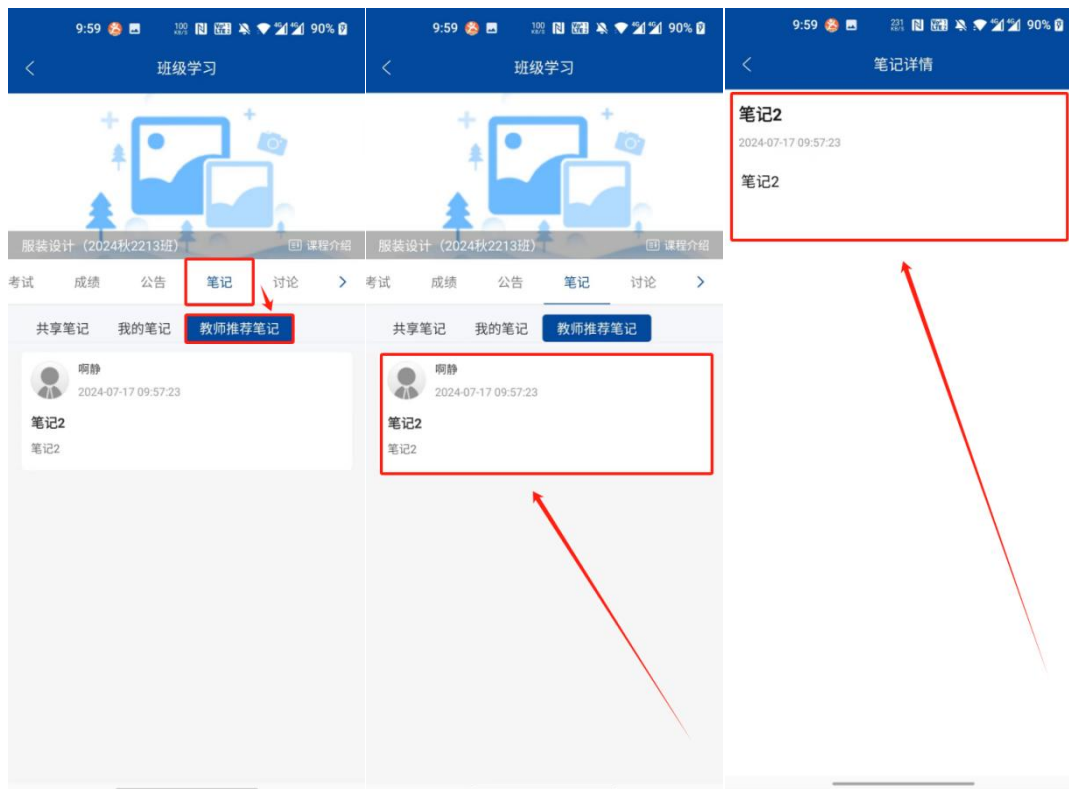 9:59 100 KB/S 90%
班级学习
服装设计（2024秋2213班） 课程介绍
考试 成绩 公告 笔记 讨论
共享笔记 我的笔记 教师推荐笔记
啊静
2024-07-17 09:57:23
笔记2
笔记2
9:59 100 KB/S 90%
班级学习
服装设计（2024秋2213班） 课程介绍
考试 成绩 公告 笔记 讨论
共享笔记 我的笔记 教师推荐笔记
啊静
2024-07-17 09:57:23
笔记2
笔记2
9:59 231 KB/S 90%
笔记详情
笔记2
2024-07-17 09:57:23
笔记2